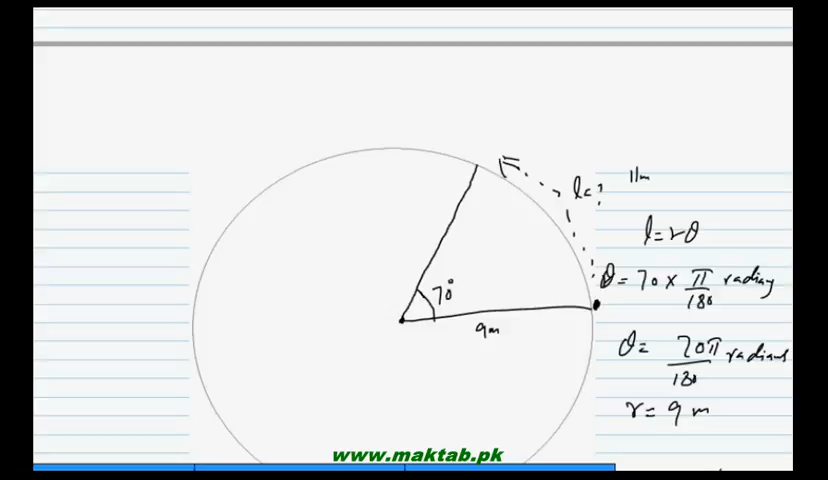 l = ?
11m
l = rθ
70°
θ = 70 × π/180 radians
9m
θ = 70π/180 radians
r = 9 m
www.maktab.pk